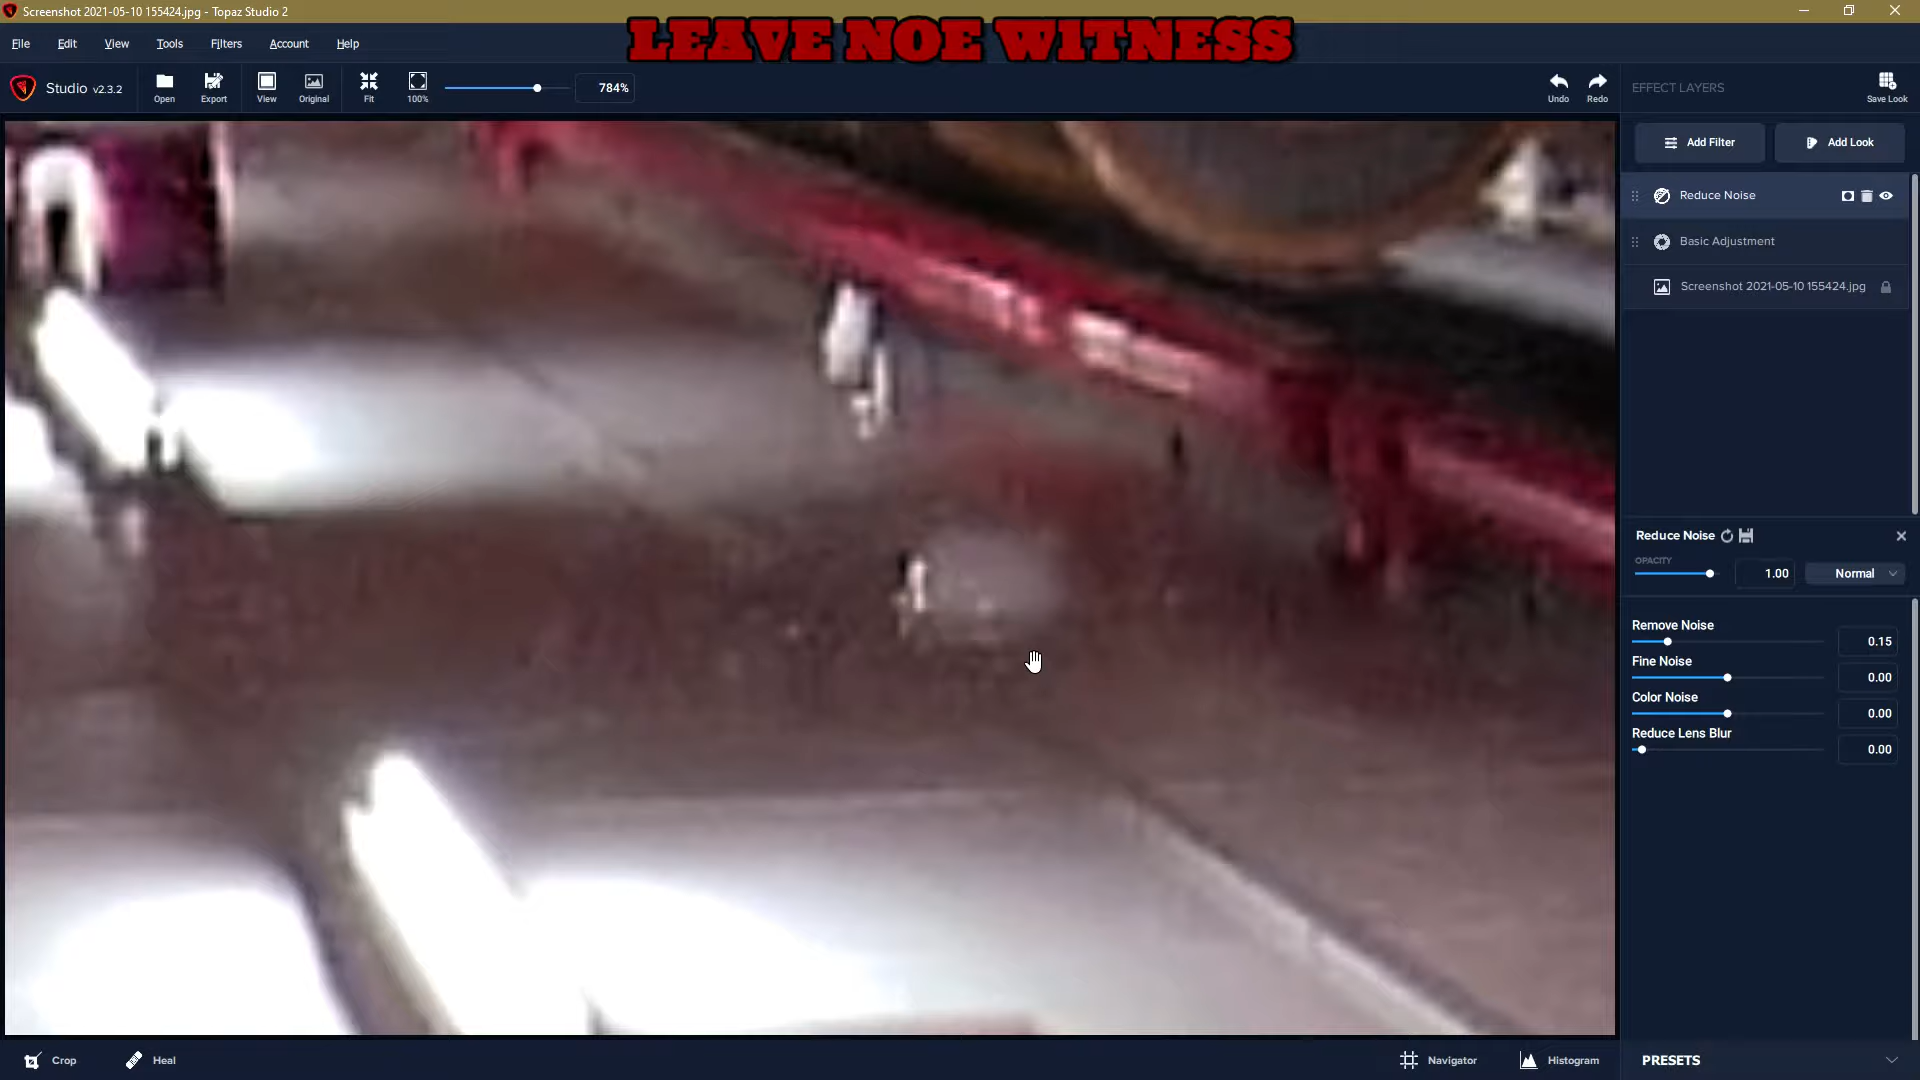 Screenshot 2021-05-10 155424.jpg - Topaz Studio 2
LEAVE NOE WITNESS
File Edit View Tools Filters Account Help
Studio v2.3.2
Open Export View Original Fit 100% 784% Undo Redo
EFFECT LAYERS
Save Look
Add Filter Add Look
Reduce Noise
Basic Adjustment
Screenshot 2021-05-10 155424.jpg
Reduce Noise
OPACITY
1.00 Normal
Remove Noise
0.15
Fine Noise
0.00
Color Noise
0.00
Reduce Lens Blur
0.00
Crop Heal Navigator Histogram PRESETS